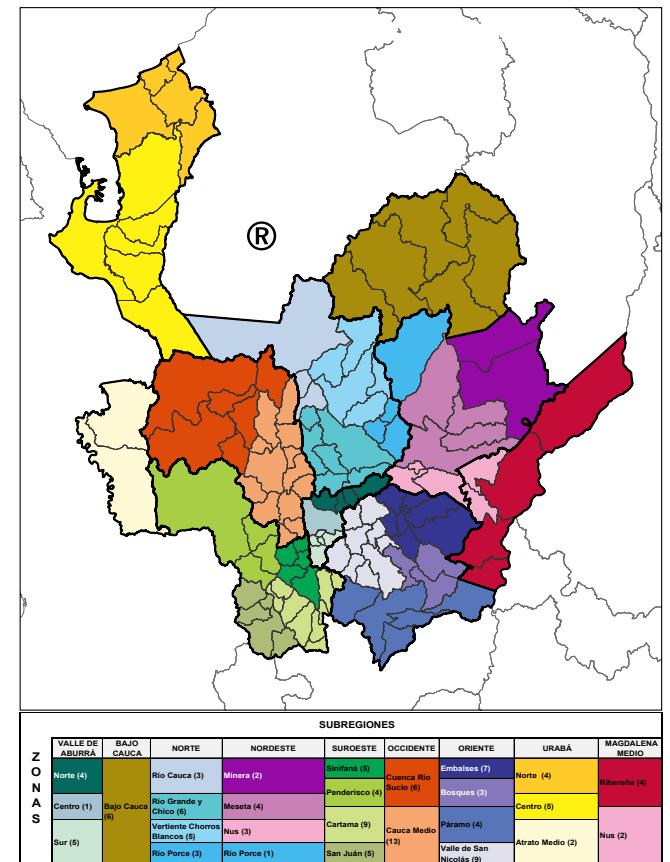 ®
SUBREGIONES
ZONAS
VALLE DE ABURRÁ
BAJO CAUCA
NORTE
NORDESTE
SUROESTE
OCCIDENTE
ORIENTE
URABÁ
MAGDALENA MEDIO
Norte (4)
Centro (1)
Sur (5)
Bajo Cauca (6)
Río Cauca (3)
Río Grande y Chico (6)
Vertiente Chorros Blancos (5)
Río Porce (3)
Minera (2)
Meseta (4)
Nus (3)
Río Porce (1)
Sinifaná (5)
Penderisco (4)
Cartama (9)
San Juán (5)
Cuenca Río Sucio (6)
Cauca Medio (13)
Embalses (7)
Bosques (3)
Páramo (4)
Valle de San Nicolás (9)
Norte (4)
Centro (5)
Atrato Medio (2)
Ribereña (4)
Nus (2)